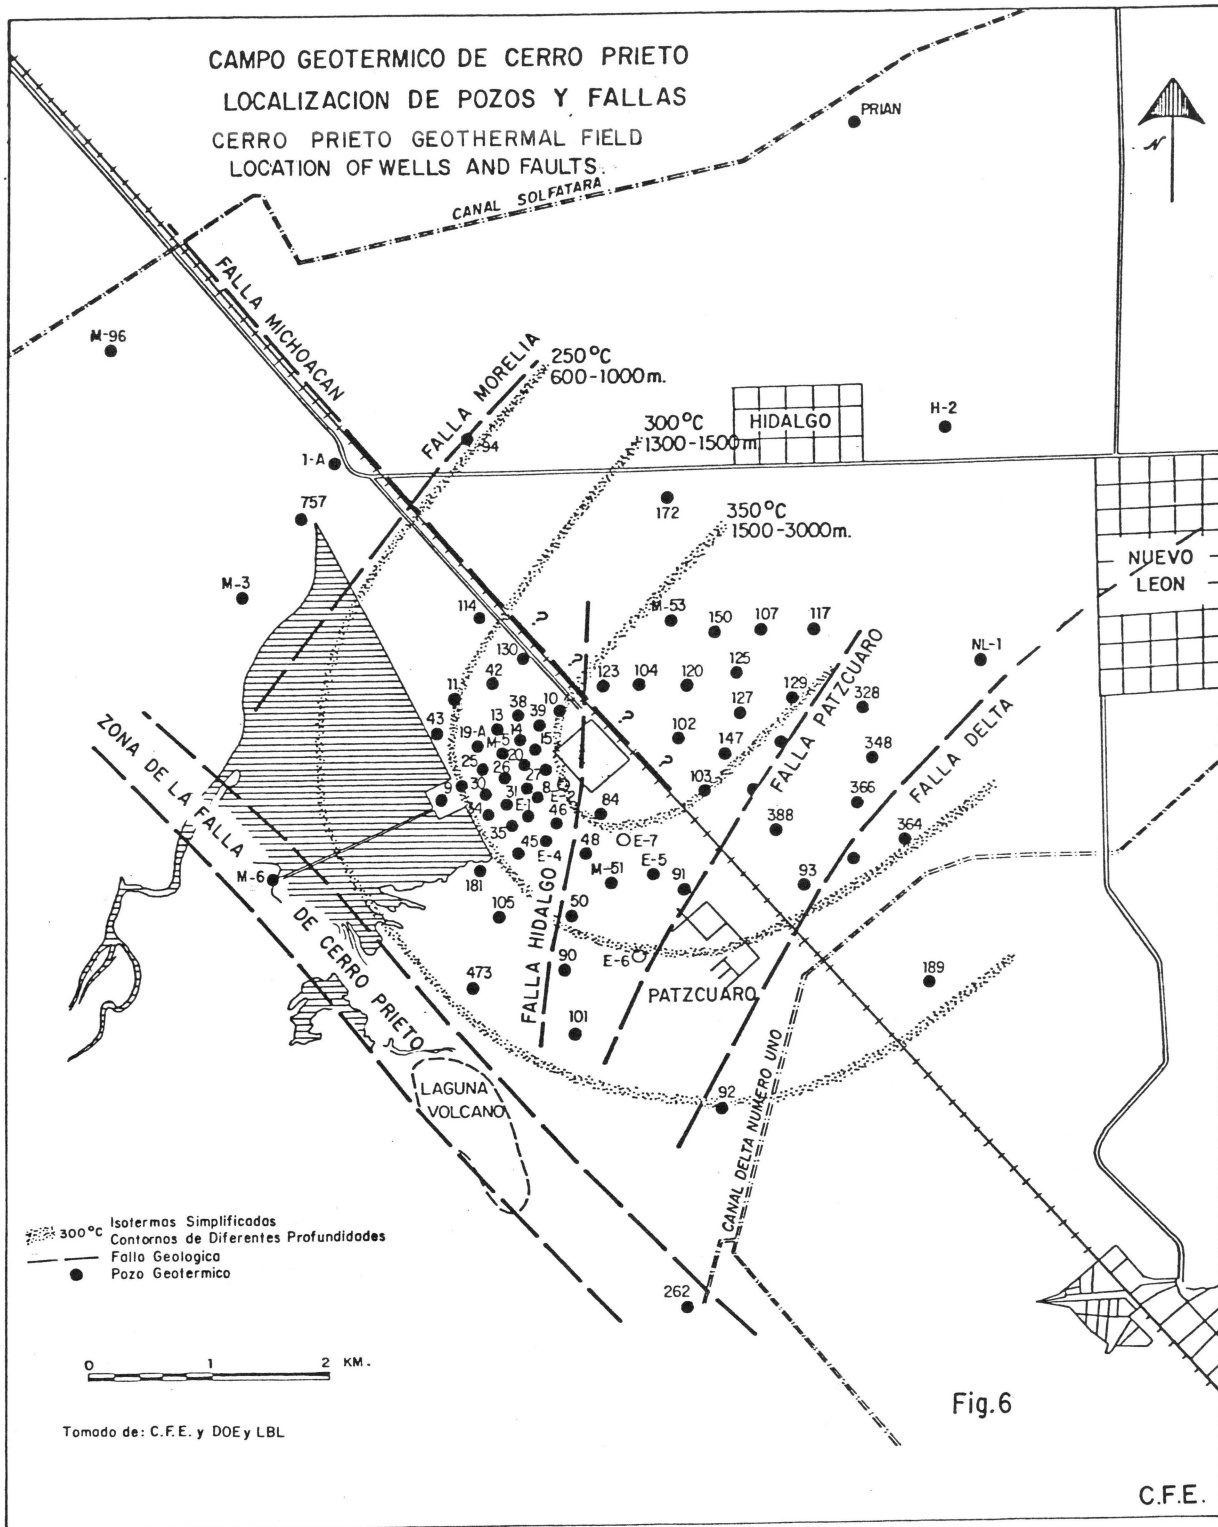 CAMPO GEOTERMICO DE CERRO PRIETO
LOCALIZACION DE POZOS Y FALLAS
CERRO PRIETO GEOTHERMAL FIELD
LOCATION OF WELLS AND FAULTS.
PRIAN
N
CANAL SOLFATARA
FALLA MICHOACAN
M-96
FALLA MORELIA
250°C
600-1000m.
94
300°C
1300-1500m
HIDALGO
H-2
1-A
757
172
350°C
1500-3000m.
NUEVO
LEON
M-3
114
?
M-53
150
107
117
130
?
123
104
120
125
NL-1
42
11
38
10
39
129
328
FALLA PATZCUARO
43
13
14
19-A
M-5
15
?
102
127
147
348
FALLA DELTA
25
20
26
27
?
103
9
30
31
8
E-2
84
366
34
E-1
46
388
364
35
45
E-4
48
E-7
M-51
E-5
91
93
M-6
181
105
50
ZONA DE LA FALLA
DE CERRO PRIETO
FALLA HIDALGO
473
90
E-6
PATZCUARO
189
101
LAGUNA
VOLCANO
92
CANAL DELTA NUMERO UNO
262
300°C
Isotermas Simplificadas
Contornos de Diferentes Profundidades
Falla Geologica
Pozo Geotermico
0 1 2 KM.
Tomado de: C.F.E. y DOE y LBL
Fig.6
C.F.E.